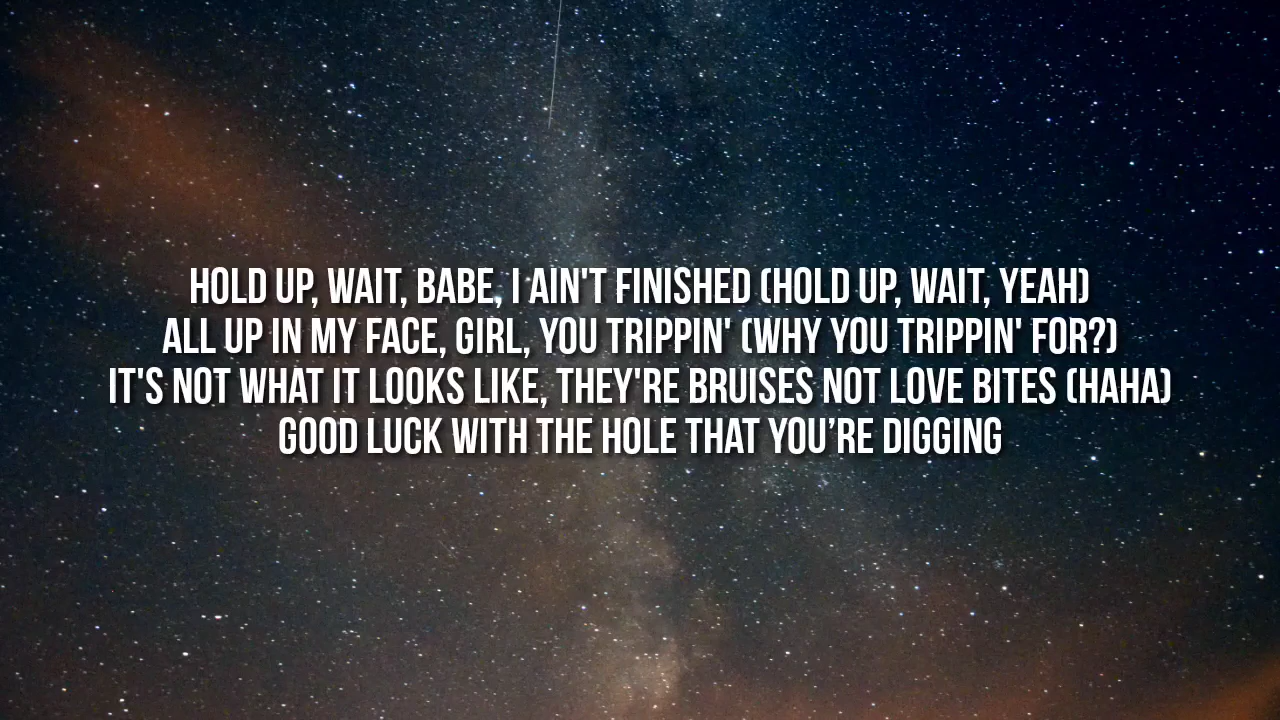 HOLD UP, WAIT, BABE, I AIN'T FINISHED (HOLD UP, WAIT, YEAH)
ALL UP IN MY FACE, GIRL, YOU TRIPPIN' (WHY YOU TRIPPIN' FOR?)
IT'S NOT WHAT IT LOOKS LIKE, THEY'RE BRUISES NOT LOVE BITES (HAHA)
GOOD LUCK WITH THE HOLE THAT YOU’RE DIGGING